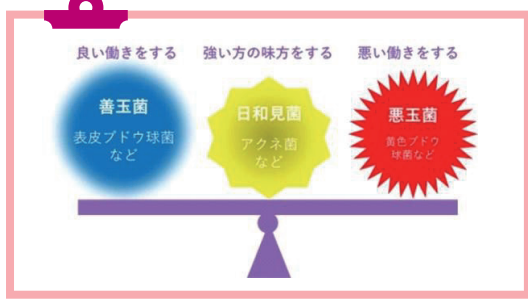 良い働きをする
強い方の味方をする
悪い働きをする
善玉菌
表皮ブドウ球菌
など
日和見菌
アクネ菌
など
悪玉菌
黄色ブドウ
球菌など